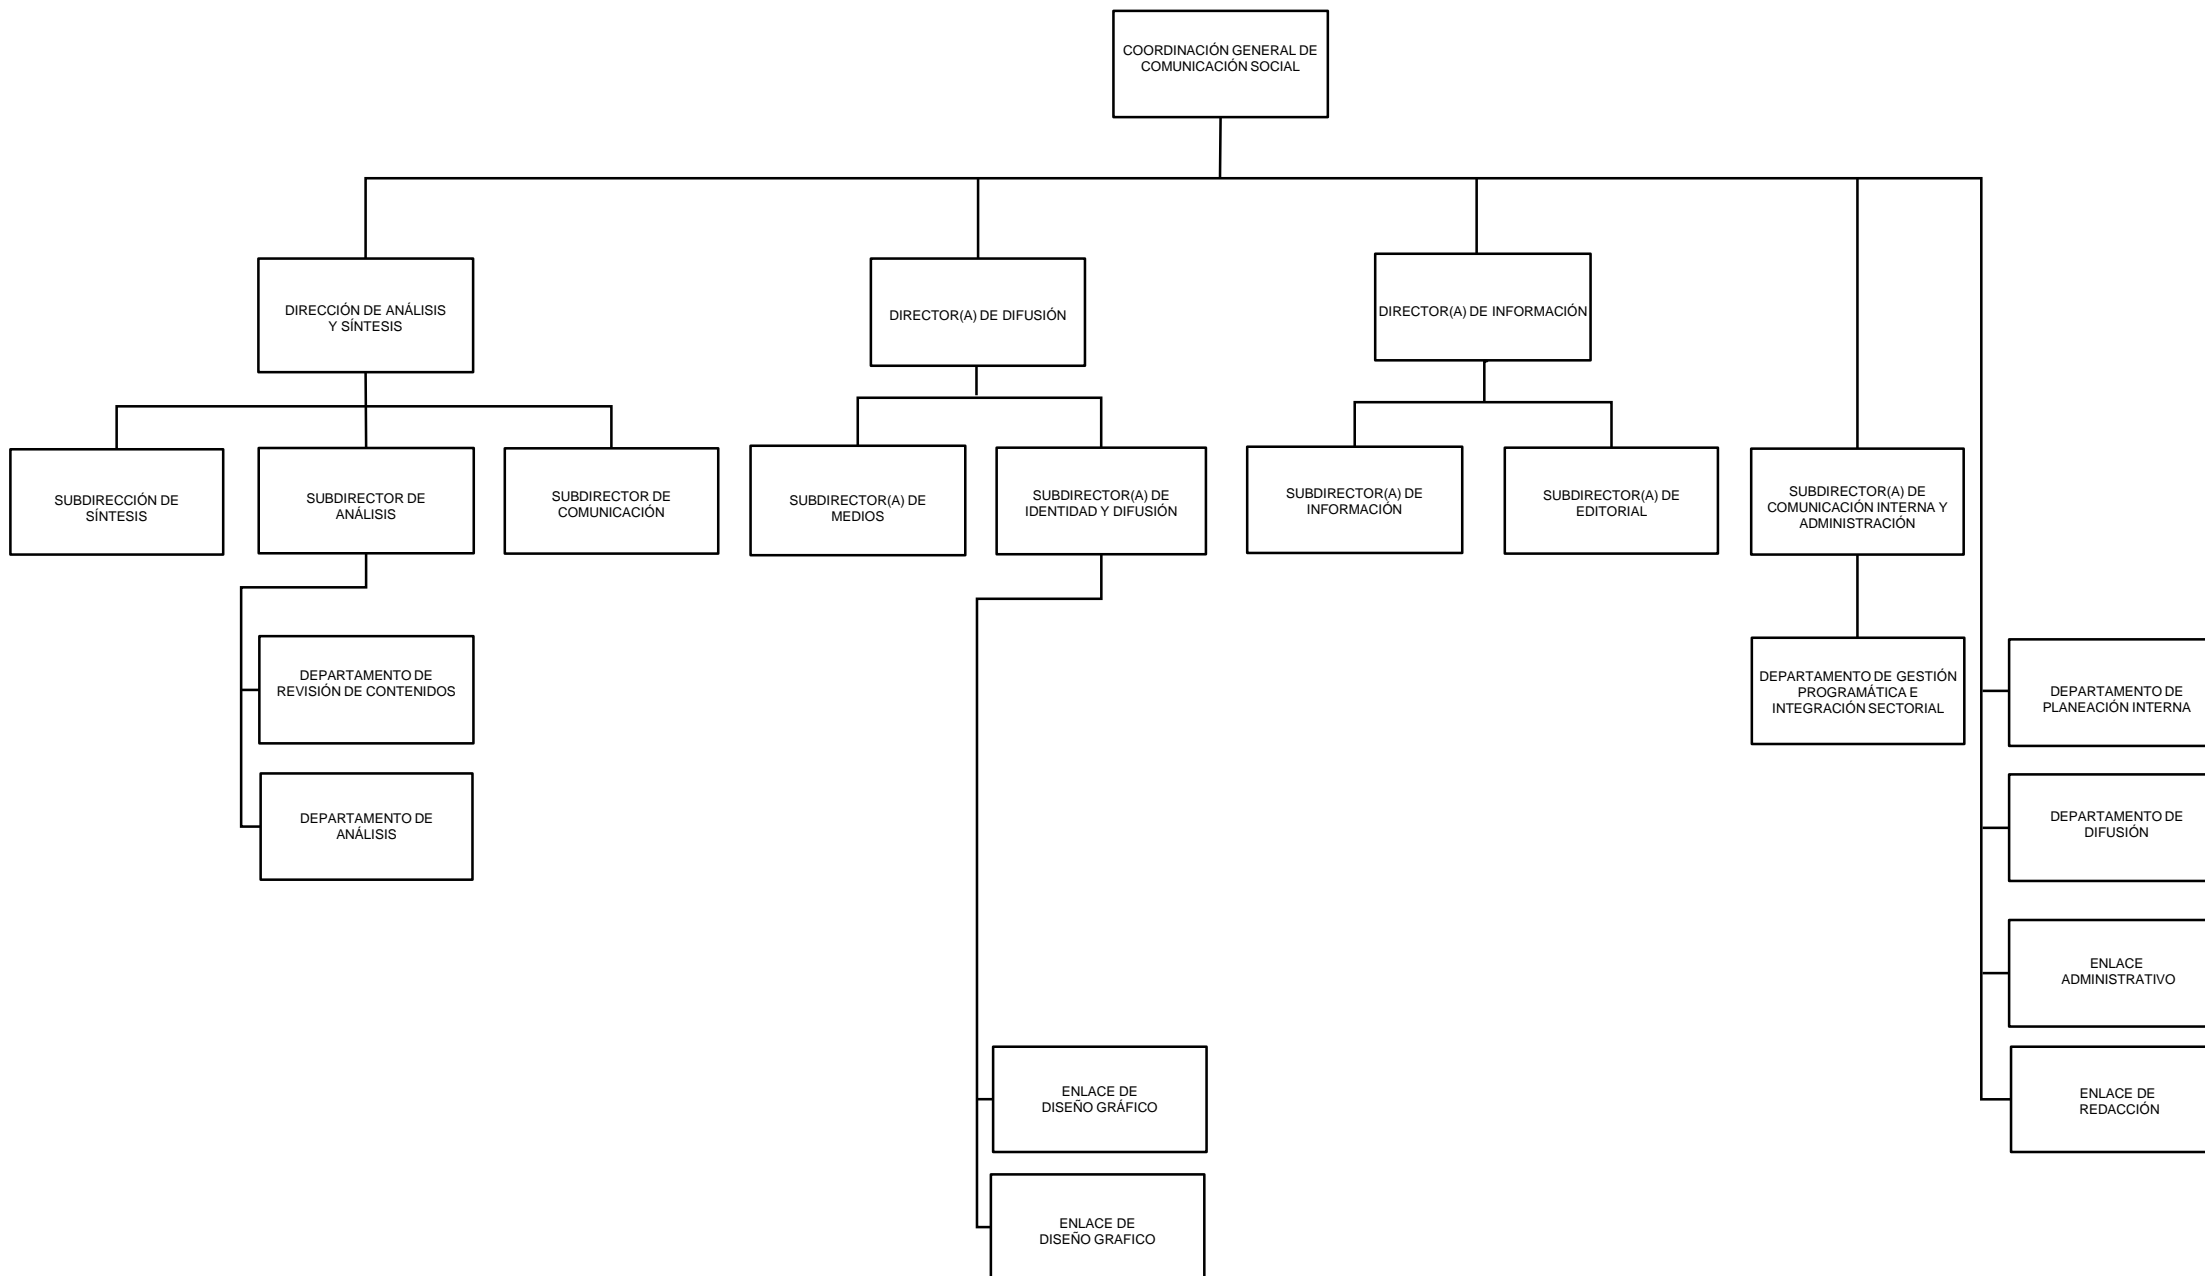 COORDINACIÓN GENERAL DE
COMUNICACIÓN SOCIAL
DIRECCIÓN DE ANÁLISIS
Y SÍNTESIS
DIRECTOR(A) DE DIFUSIÓN
DIRECTOR(A) DE INFORMACIÓN
SUBDIRECCIÓN DE
SÍNTESIS
SUBDIRECTOR DE
ANÁLISIS
SUBDIRECTOR DE
COMUNICACIÓN
SUBDIRECTOR(A) DE
MEDIOS
SUBDIRECTOR(A) DE
IDENTIDAD Y DIFUSIÓN
SUBDIRECTOR(A) DE
INFORMACIÓN
SUBDIRECTOR(A) DE
EDITORIAL
SUBDIRECTOR(A) DE
COMUNICACIÓN INTERNA Y
ADMINISTRACIÓN
DEPARTAMENTO DE
REVISIÓN DE CONTENIDOS
DEPARTAMENTO DE GESTIÓN
PROGRAMÁTICA E
INTEGRACIÓN SECTORIAL
DEPARTAMENTO DE
PLANEACIÓN INTERNA
DEPARTAMENTO DE
ANÁLISIS
DEPARTAMENTO DE
DIFUSIÓN
ENLACE
ADMINISTRATIVO
ENLACE DE
DISEÑO GRÁFICO
ENLACE DE
REDACCIÓN
ENLACE DE
DISEÑO GRAFICO